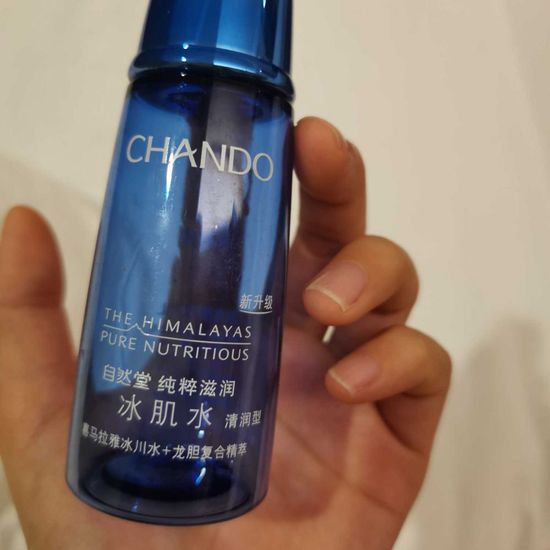 CHANDO
新升级
THE HIMALAYAS
PURE NUTRITIOUS
自然堂 纯粹滋润
冰肌水 清润型
喜马拉雅冰川水+龙胆复合精萃